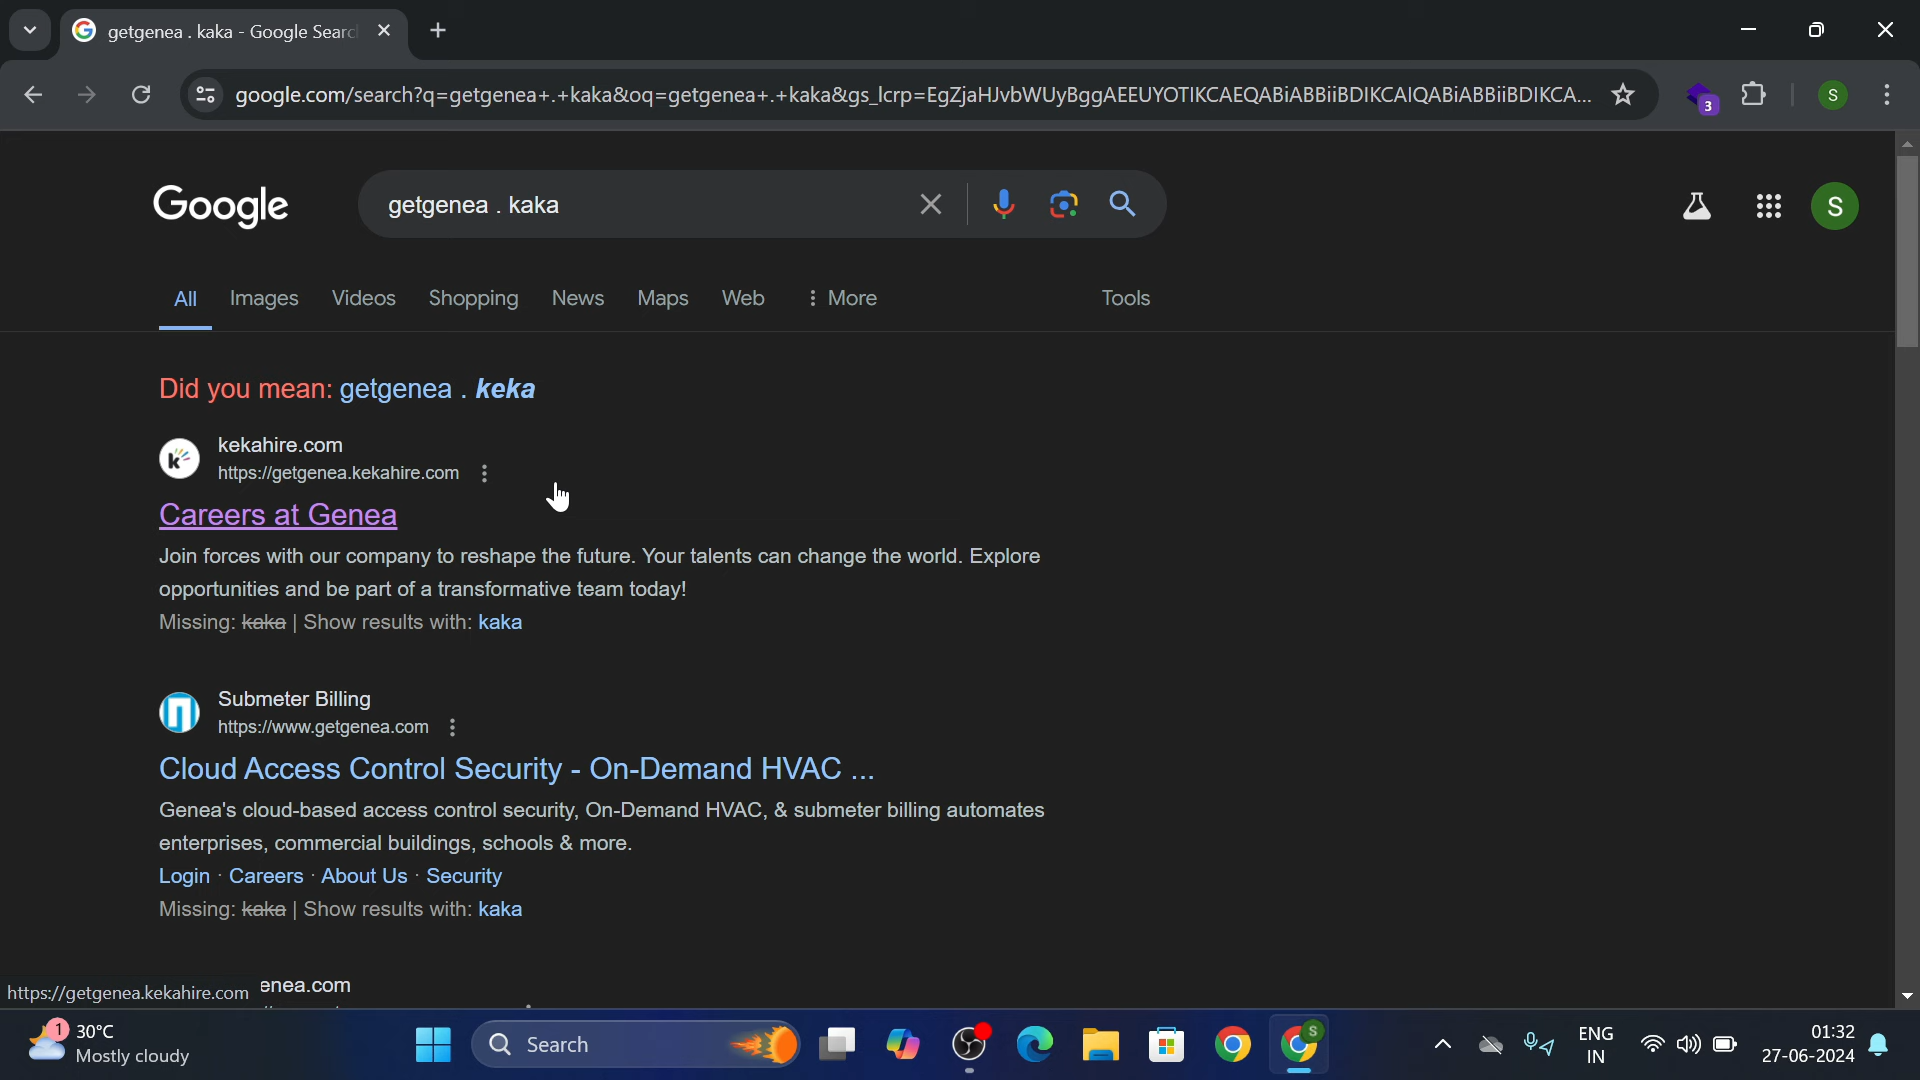 getgenea . kaka - Google Searc
google.com/search?q=getgenea+.+kaka&oq=getgenea+.+kaka&gs_lcrp=EgZjaHJvbWUyBggAEEUYOTIKCAEQABiABBiiBDIKCAIQABiABBiiBDIKCA...
3
S
Google
getgenea . kaka
S
All Images Videos Shopping News Maps Web More Tools
Did you mean: getgenea . keka
kekahire.com
https://getgenea.kekahire.com
Careers at Genea
Join forces with our company to reshape the future. Your talents can change the world. Explore
opportunities and be part of a transformative team today!
Missing: kaka | Show results with: kaka
Submeter Billing
https://www.getgenea.com
Cloud Access Control Security - On-Demand HVAC ...
Genea's cloud-based access control security, On-Demand HVAC, & submeter billing automates
enterprises, commercial buildings, schools & more.
Login · Careers · About Us · Security
Missing: kaka | Show results with: kaka
enea.com
https://getgenea.kekahire.com
1
30°C
Mostly cloudy
Search
S
ENG
IN
01:32
27-06-2024